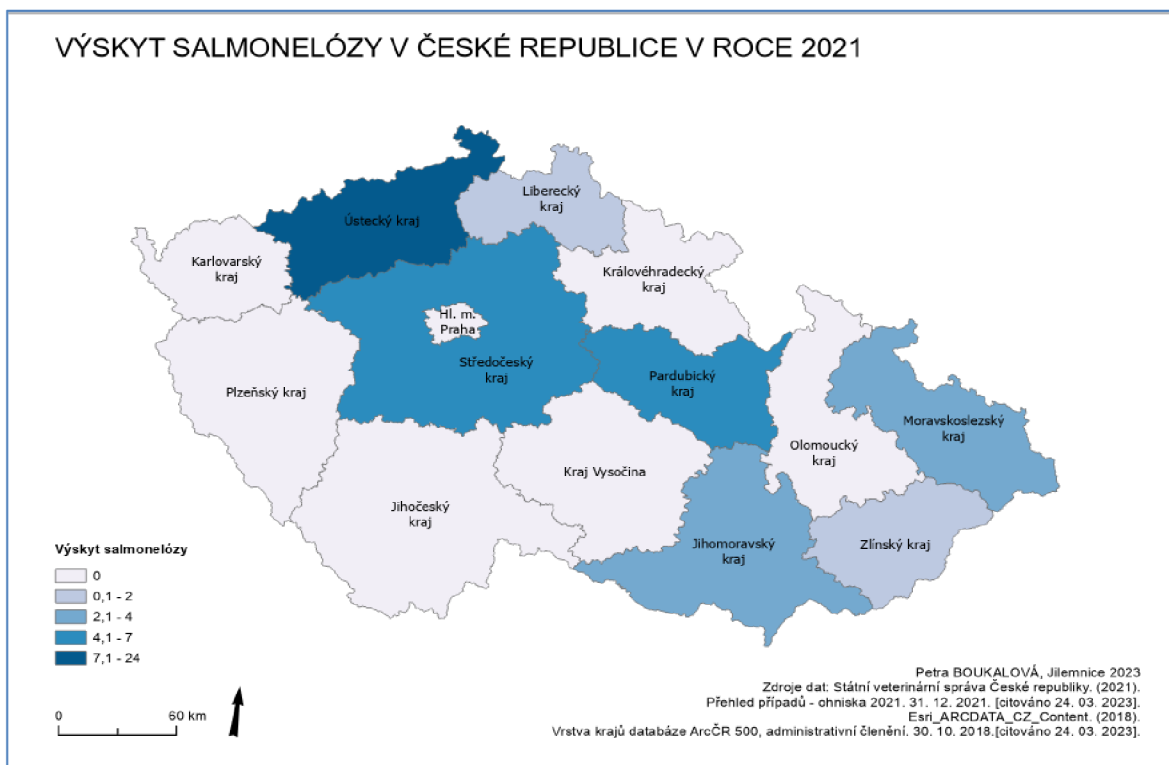 VÝSKYT SALMONELÓZY V ČESKÉ REPUBLICE V ROCE 2021
Liberecký
kraj
Ústecký kraj
Karlovarský
kraj
Královéhradecký
kraj
Hl. m.
Praha
Středočeský
kraj
Pardubický
kraj
Plzeňský kraj
Moravskoslezský
kraj
Olomoucký
kraj
Kraj Vysočina
Jihočeský
kraj
Jihomoravský
kraj
Zlínský kraj
Výskyt salmonelózy
0
0,1 - 2
2,1 - 4
4,1 - 7
7,1 - 24
0 60 km
Petra BOUKALOVÁ, Jilemnice 2023
Zdroje dat: Státní veterinární správa České republiky. (2021).
Přehled případů - ohniska 2021. 31. 12. 2021. [citováno 24. 03. 2023].
Esri_ARCDATA_CZ_Content. (2018).
Vrstva krajů databáze ArcČR 500, administrativní členění. 30. 10. 2018.[citováno 24. 03. 2023].